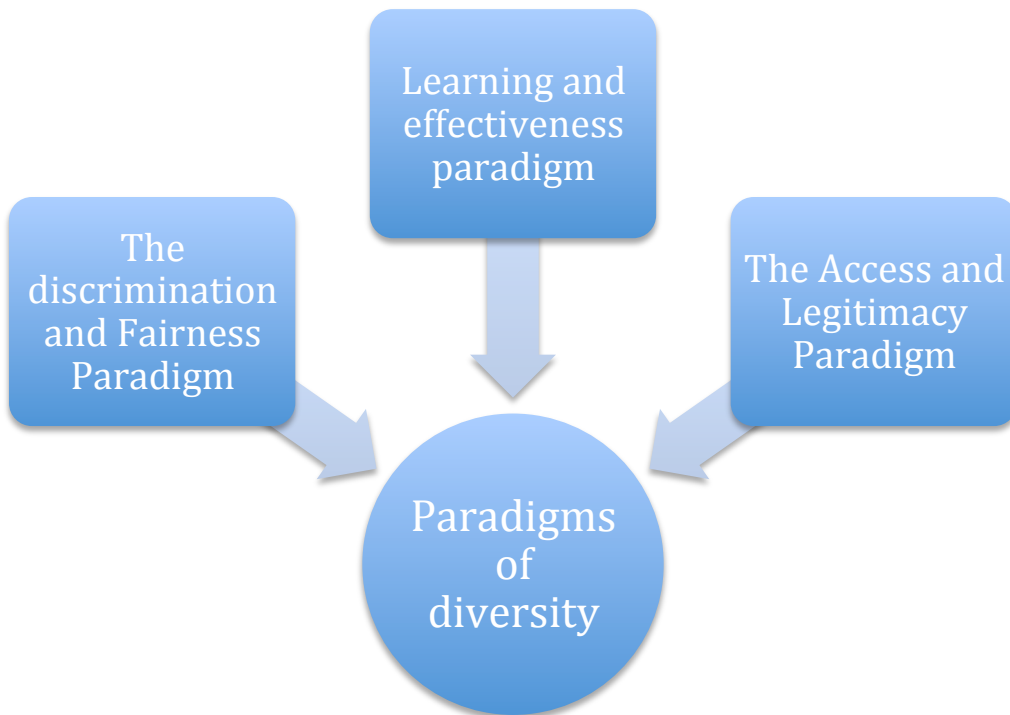 Learning and
effectiveness
paradigm
The
discrimination
and Fairness
Paradigm
The Access and
Legitimacy
Paradigm
Paradigms
of
diversity